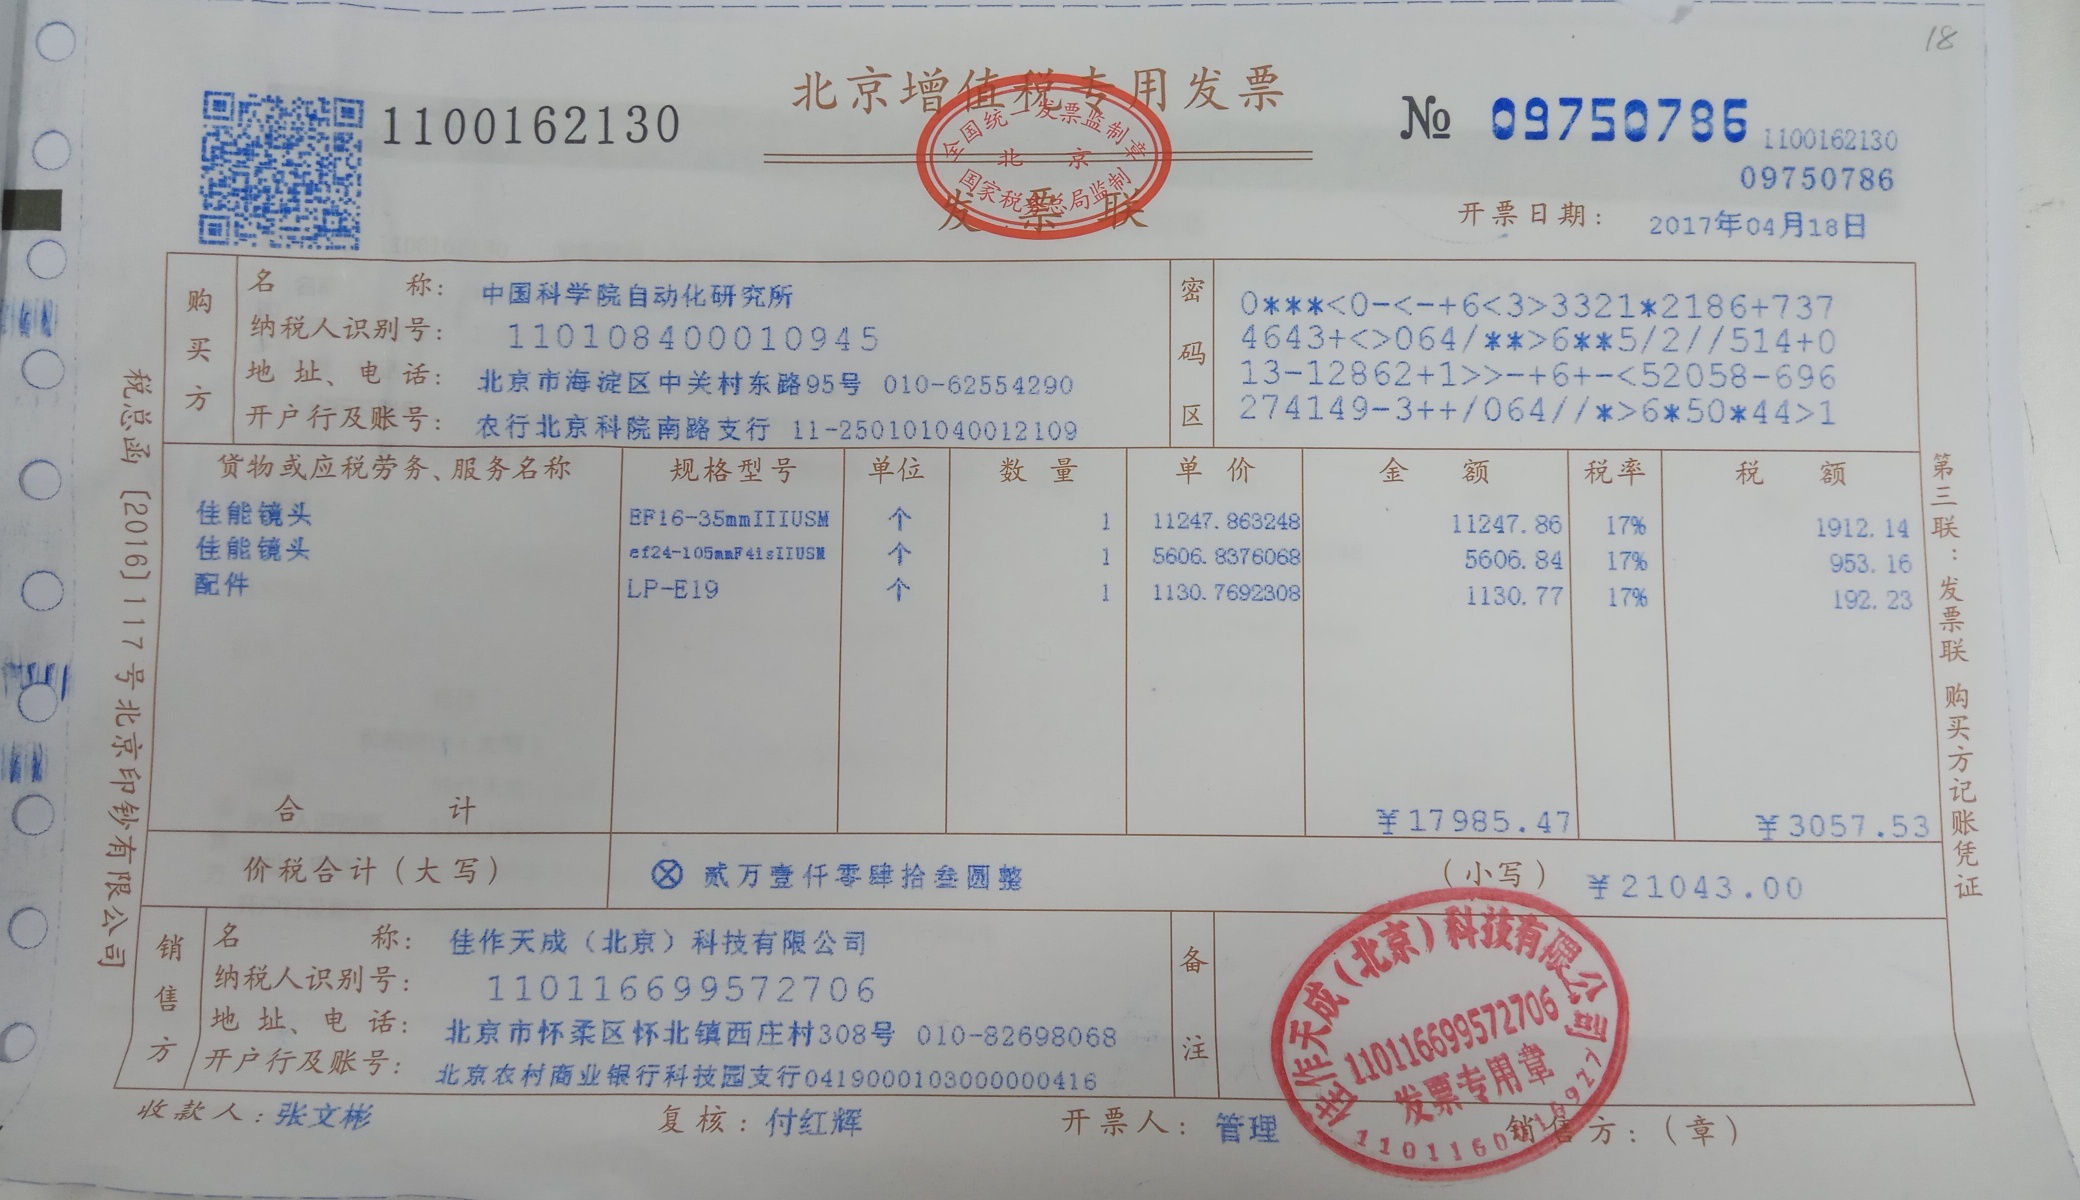 18
北京增值税专用发票
1100162130
№ 09750786
1100162130
09750786
全国统一发票监制章
北 京
国家税务总局监制
发票联
开票日期: 2017年04月18日
购买方
名 称: 中国科学院自动化研究所
纳税人识别号: 110108400010945
地 址、电 话: 北京市海淀区中关村东路95号 010-62554290
开户行及账号: 农行北京科院南路支行 11-250101040012109
密码区
0***<0-<-+6<3>3321*2186+737
4643+<>064/**>6**5/2//514+0
13-12862+1>>-+6+-<52058-696
274149-3++/064//*>6*50*44>1
货物或应税劳务、服务名称 规格型号 单位 数 量 单 价 金 额 税率 税 额
佳能镜头 EF16-35mmIIIUSM 个 1 11247.863248 11247.86 17% 1912.14
佳能镜头 ef24-105mmF4isIIUSM 个 1 5606.8376068 5606.84 17% 953.16
配件 LP-E19 个 1 1130.7692308 1130.77 17% 192.23
合 计 ￥17985.47 ￥3057.53
价税合计(大写) ⊗ 贰万壹仟零肆拾叁圆整 (小写) ￥21043.00
销售方
名 称: 佳作天成（北京）科技有限公司
纳税人识别号: 110116699572706
地 址、电 话: 北京市怀柔区怀北镇西庄村308号 010-82698068
开户行及账号: 北京农村商业银行科技园支行0419000103000000416
备注
佳作天成(北京)科技有限公司
110116699572706
发票专用章
收款人: 张文彬 复核: 付红辉 开票人: 管理 销售方:(章)
税总函[2016]117号北京印钞有限公司
第三联:发票联 购买方记账凭证